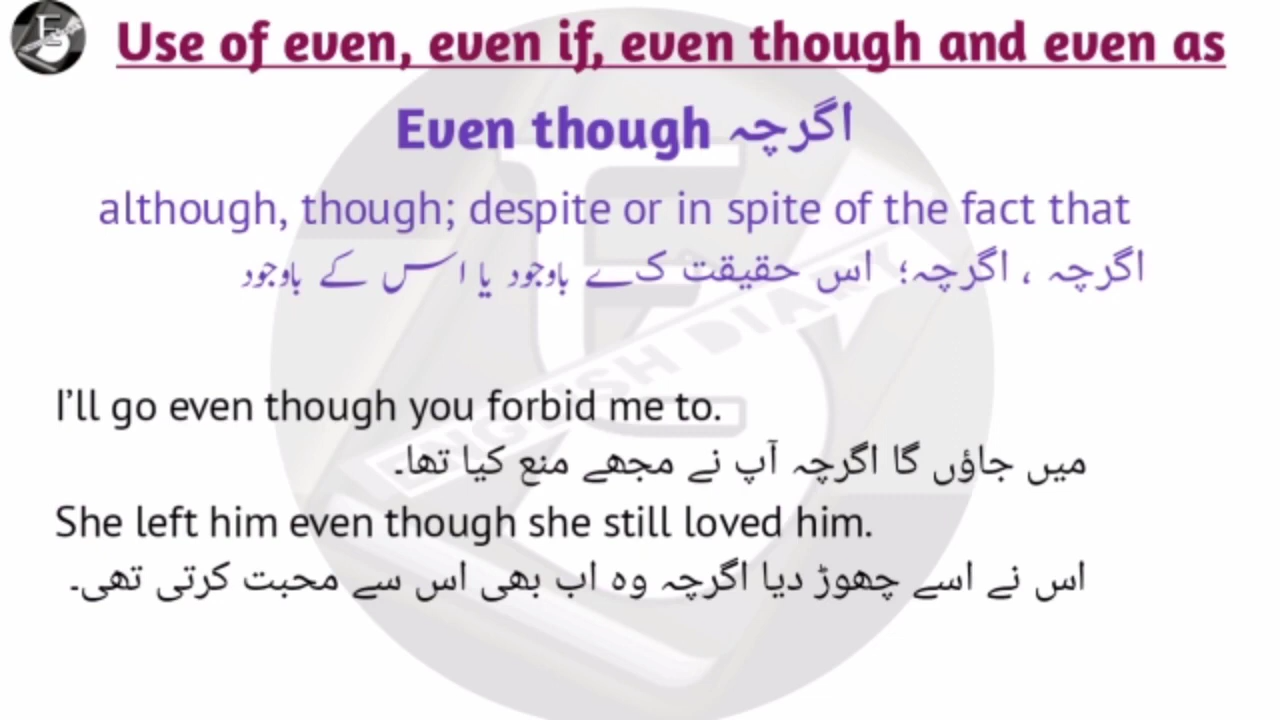 Use of even, even if, even though and even as
Even though اگرچہ
although, though; despite or in spite of the fact that
اگرچہ ، اگرچہ؛ اس حقیقت کے باوجود یا اس کے باوجود
I'll go even though you forbid me to.
میں جاؤں گا اگرچہ آپ نے مجھے منع کیا تھا۔
She left him even though she still loved him.
اس نے اسے چھوڑ دیا اگرچہ وہ اب بھی اس سے محبت کرتی تھی۔
ENGLISH DIARY